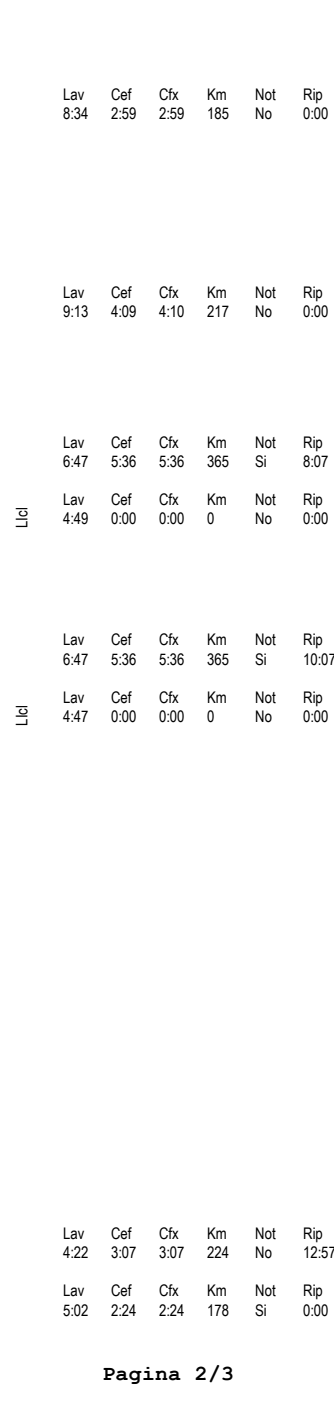 Lav Cef Cfx Km Not Rip
8:34 2:59 2:59 185 No 0:00
Lav Cef Cfx Km Not Rip
9:13 4:09 4:10 217 No 0:00
Lav Cef Cfx Km Not Rip
6:47 5:36 5:36 365 Si 8:07
Lav Cef Cfx Km Not Rip
4:49 0:00 0:00 0 No 0:00
Lav Cef Cfx Km Not Rip
6:47 5:36 5:36 365 Si 10:07
Lav Cef Cfx Km Not Rip
4:47 0:00 0:00 0 No 0:00
Lav Cef Cfx Km Not Rip
4:22 3:07 3:07 224 No 12:57
Lav Cef Cfx Km Not Rip
5:02 2:24 2:24 178 Si 0:00
Pagina 2/3